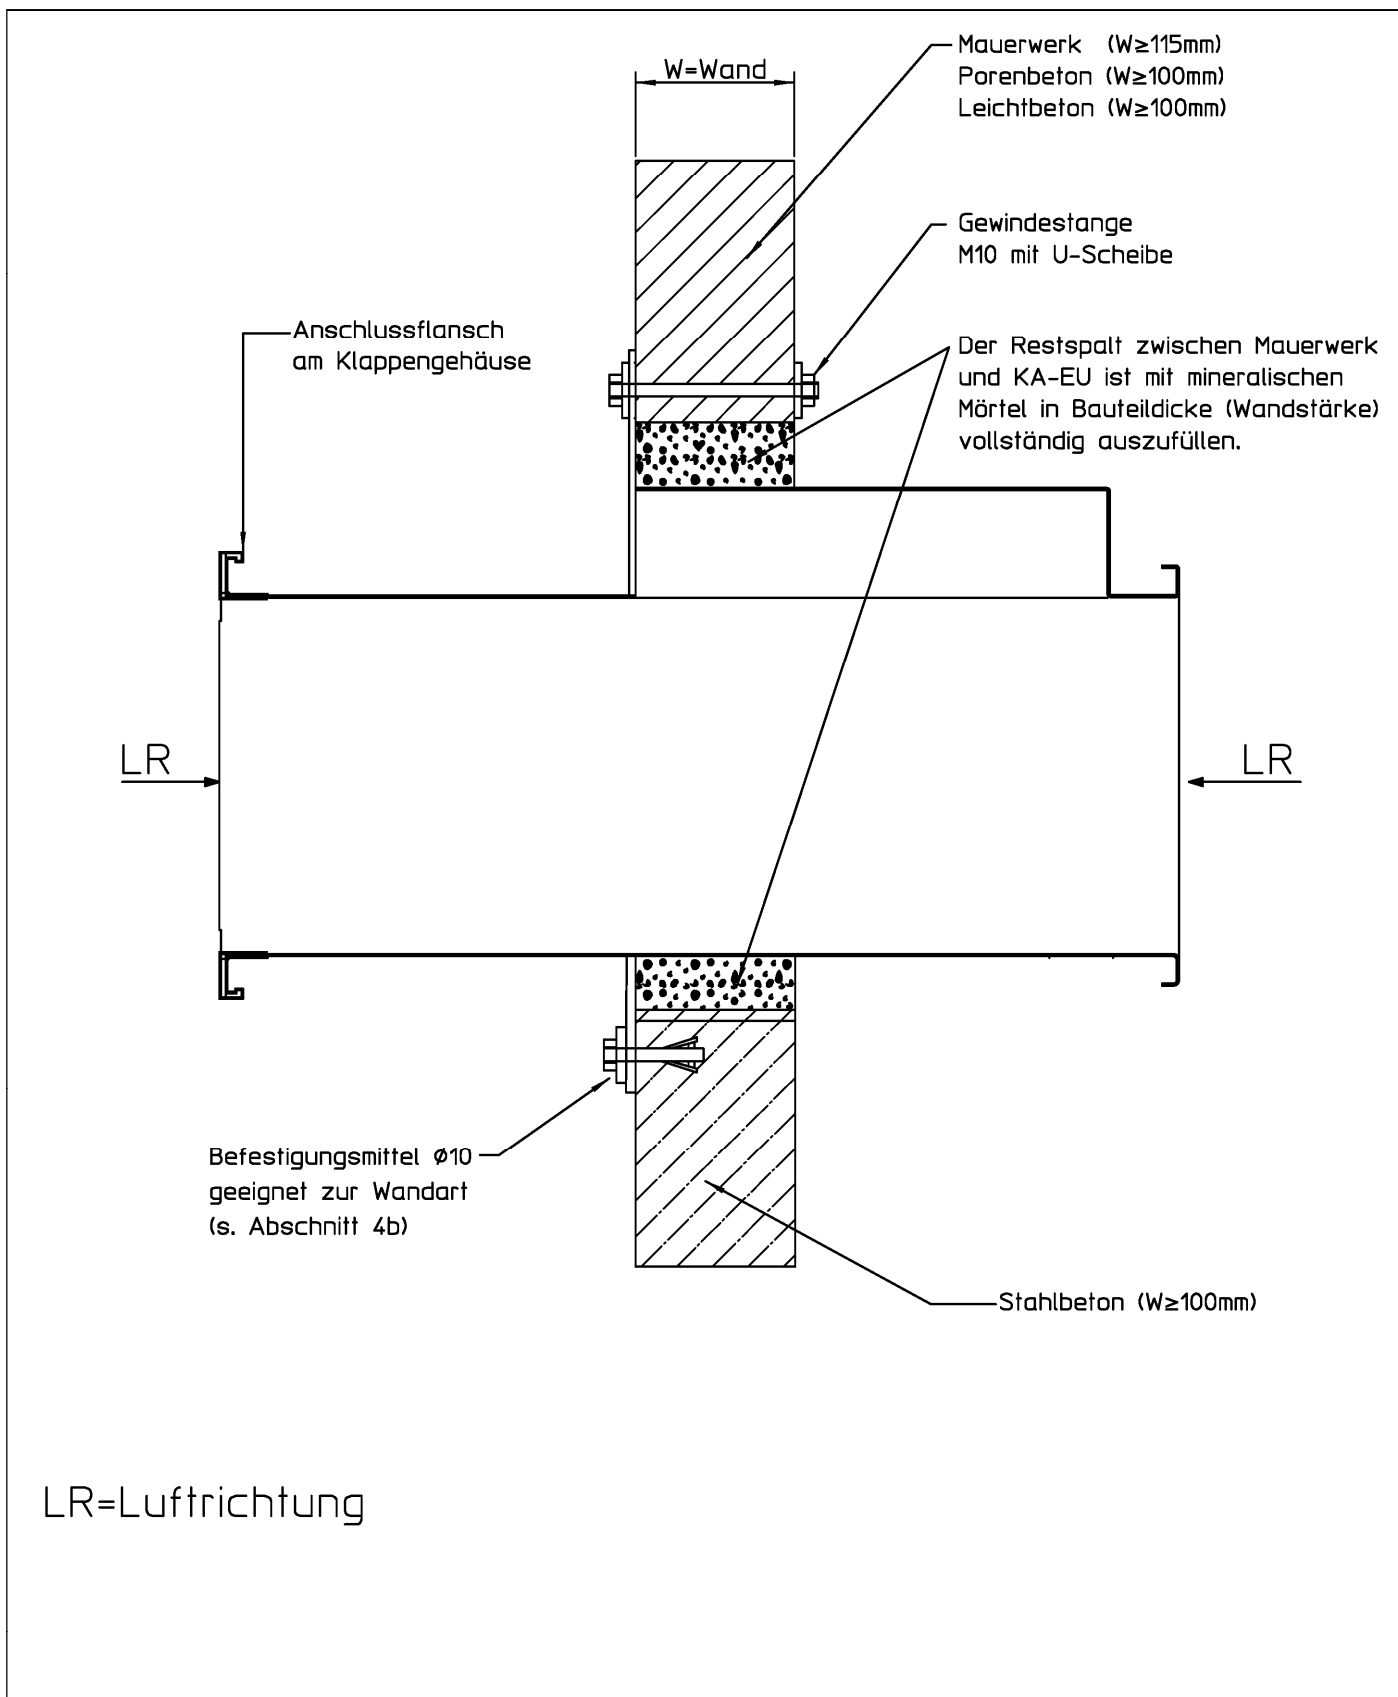 W=Wand
Mauerwerk (W≥115mm)
Porenbeton (W≥100mm)
Leichtbeton (W≥100mm)
Gewindestange
M10 mit U-Scheibe
Anschlussflansch
am Klappengehäuse
Der Restspalt zwischen Mauerwerk
und KA-EU ist mit mineralischen
Mörtel in Bauteildicke (Wandstärke)
vollständig auszufüllen.
LR
LR
Befestigungsmittel Ø10
geeignet zur Wandart
(s. Abschnitt 4b)
Stahlbeton (W≥100mm)
LR=Luftrichtung